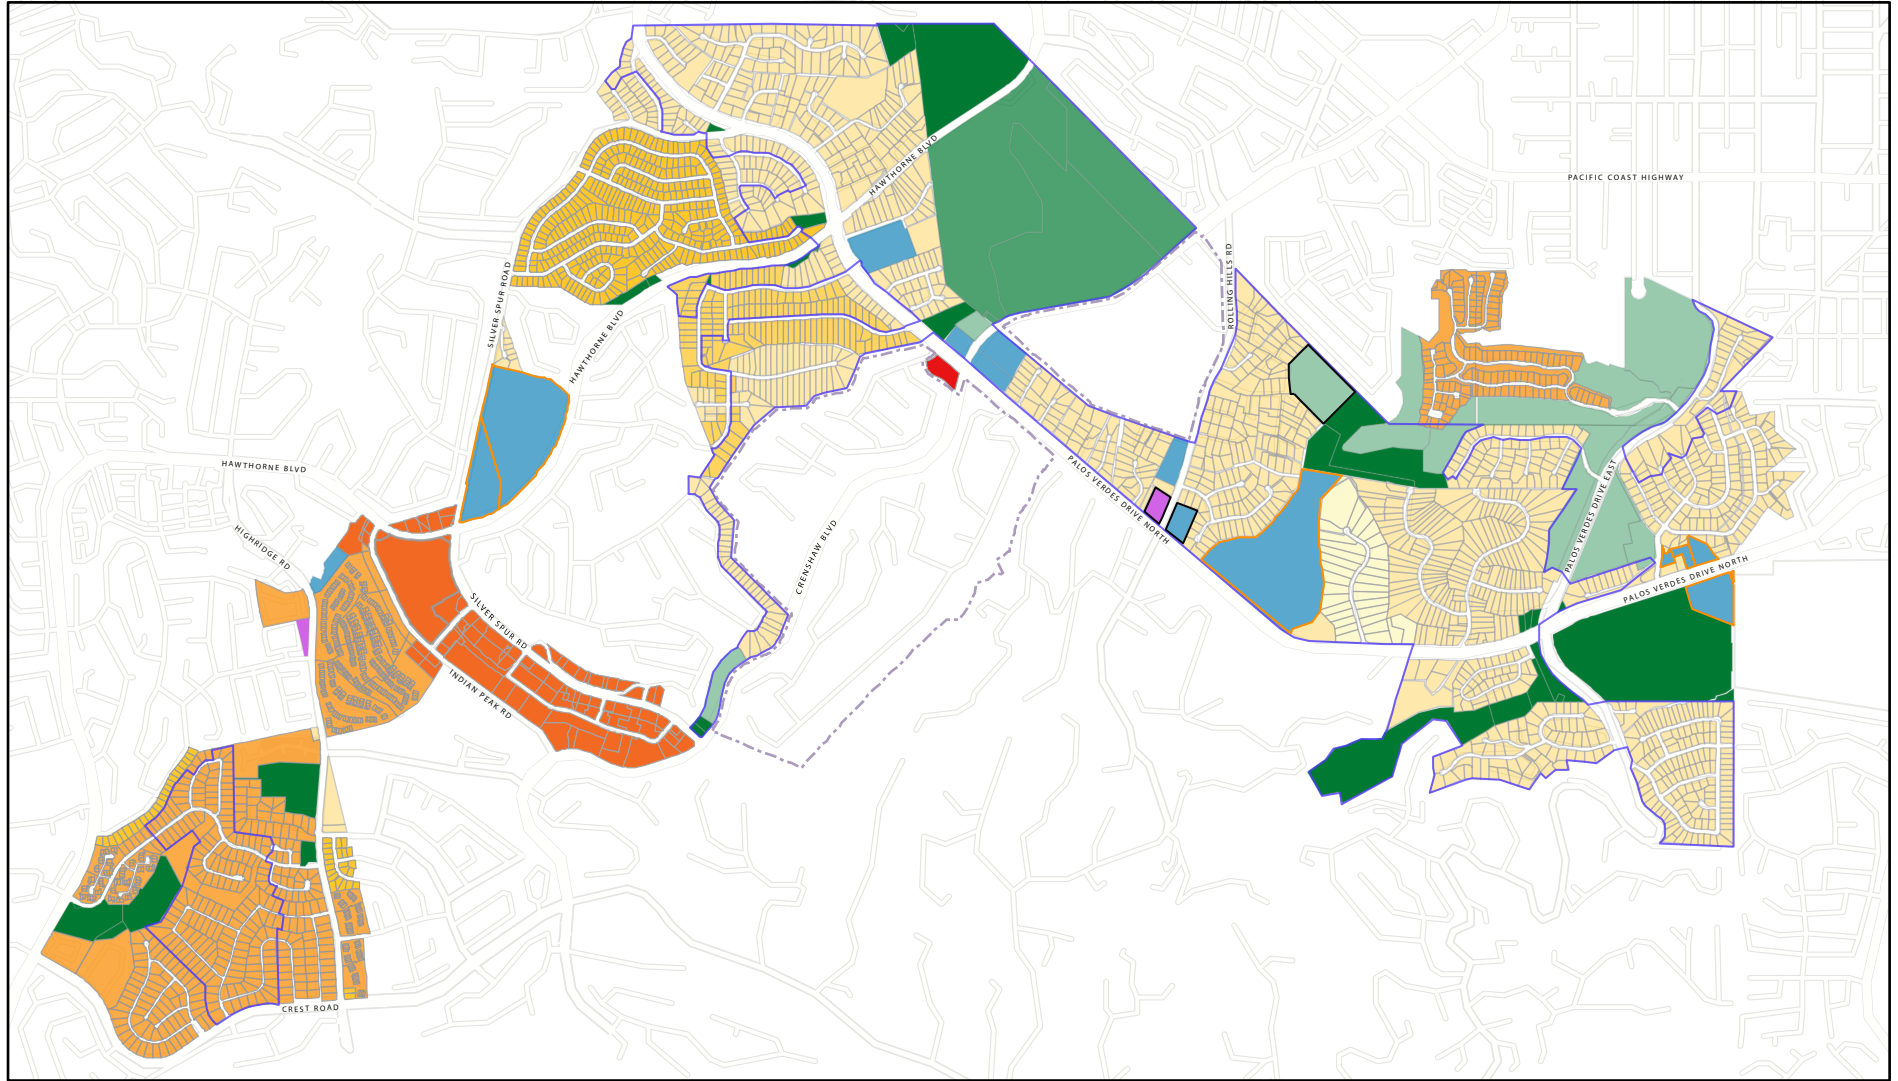 PACIFIC COAST HIGHWAY
HAWTHORNE BLVD
ROLLING HILLS RD
SILVER SPUR ROAD
HAWTHORNE BLVD
HAWTHORNE BLVD
PALOS VERDES DRIVE NORTH
PALOS VERDES DRIVE EAST
HIGHRIDGE RD
CRENSHAW BLVD
PALOS VERDES DRIVE NORTH
SILVER SPUR RD
INDIAN PEAK RD
CREST ROAD